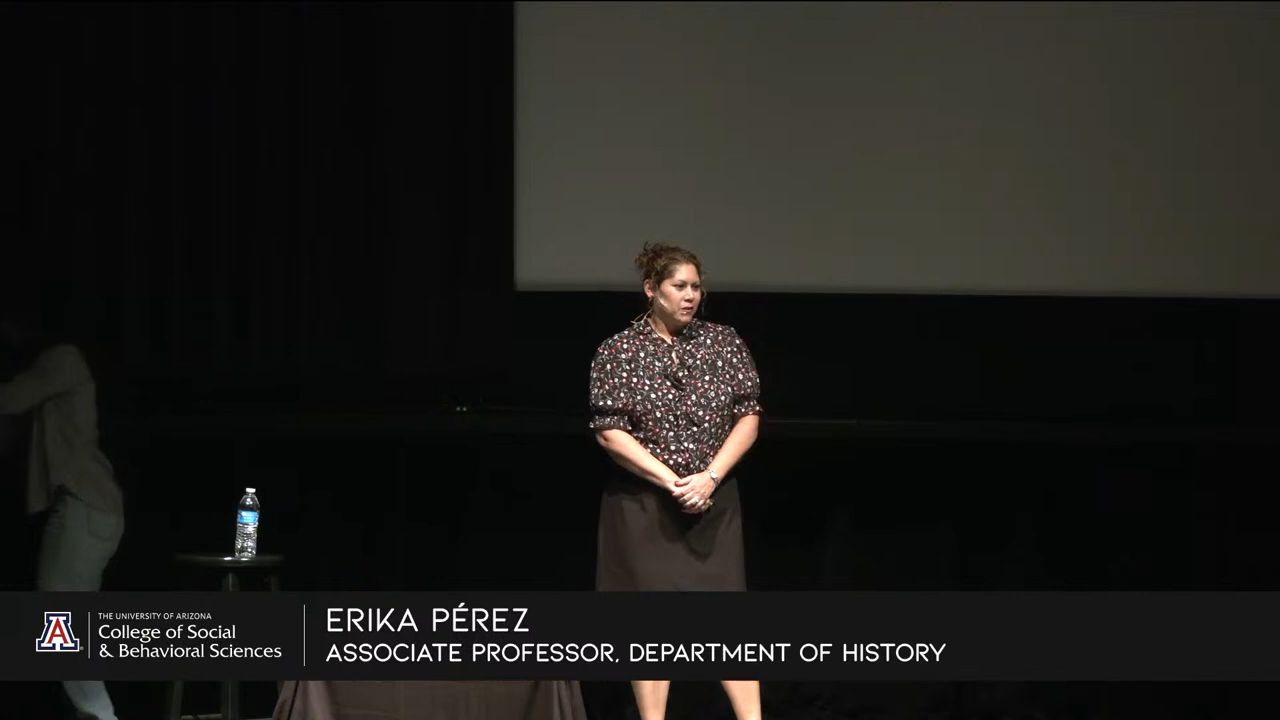 THE UNIVERSITY OF ARIZONA
College of Social
& Behavioral Sciences
ERIKA PÉREZ
ASSOCIATE PROFESSOR, DEPARTMENT OF HISTORY